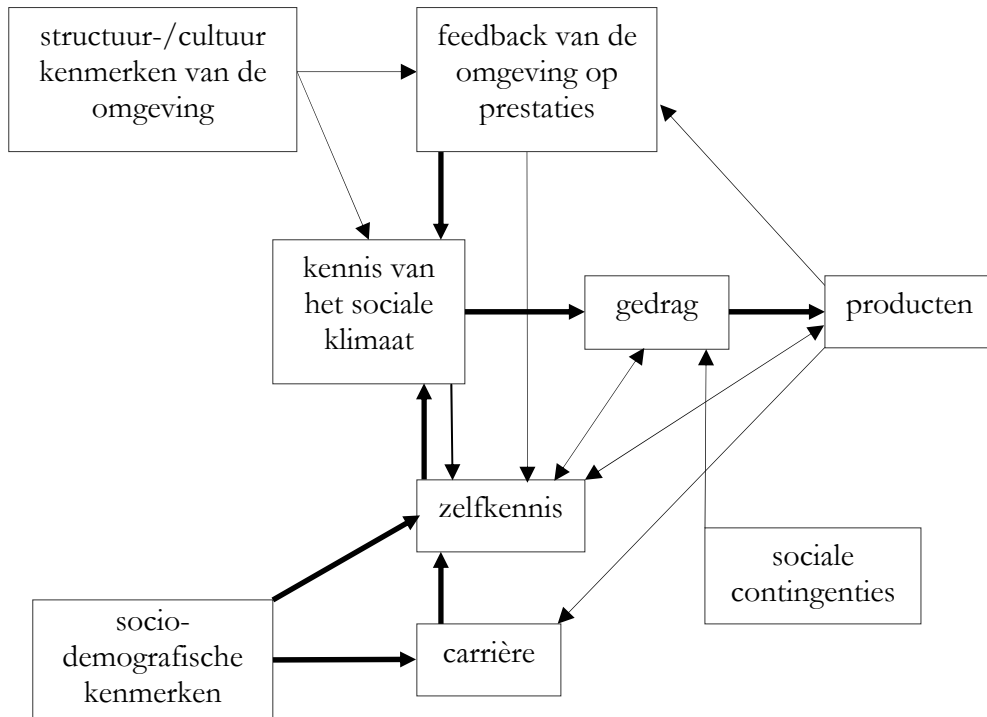 structuur-/cultuur
kenmerken van de
omgeving
feedback van de
omgeving op
prestaties
kennis van
het sociale
klimaat
gedrag
producten
zelfkennis
sociale
contingenties
socio-
demografische
kenmerken
carrière